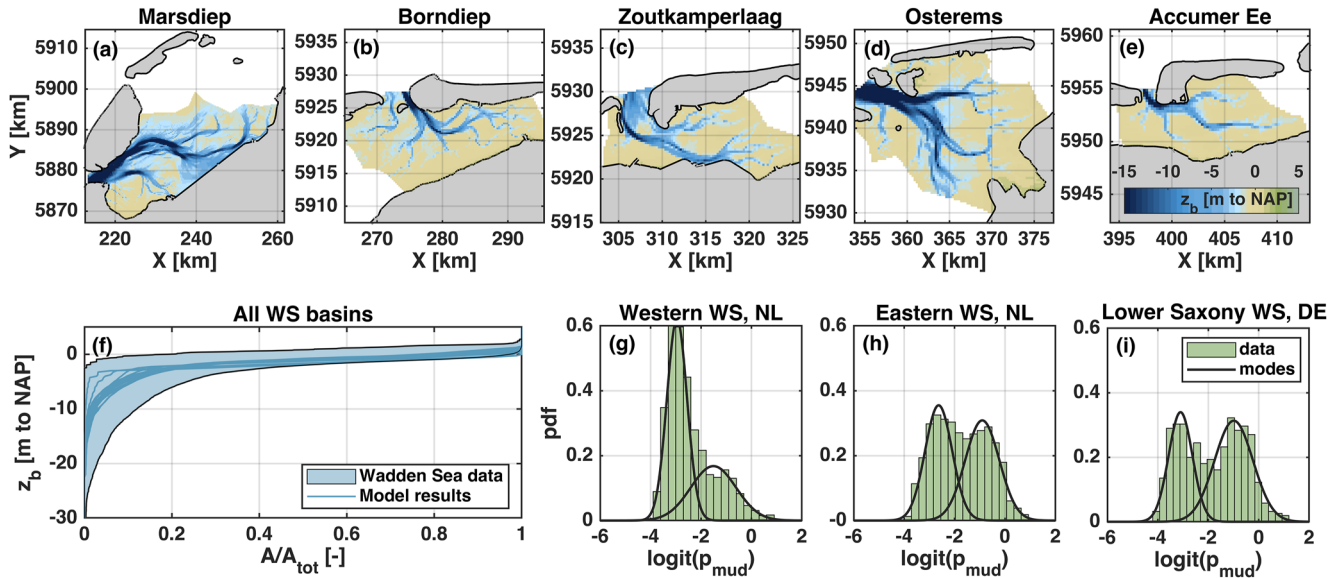 Marsdiep
Borndiep
Zoutkamperlaag
Osterems
Accumer Ee
(a)
(b)
(c)
(d)
(e)
5910
5900
5890
5880
5870
Y [km]
220
240
260
X [km]
5935
5930
5925
5920
5915
5910
270
280
290
X [km]
5935
5930
5925
5920
5915
305
310
315
320
325
X [km]
5950
5945
5940
5935
5930
355
360
365
370
375
X [km]
5960
5955
5950
5945
-15
-10
-5
0
5
z_b [m to NAP]
395
400
405
410
X [km]
All WS basins
(f)
0
-10
-20
-30
z_b [m to NAP]
Wadden Sea data
Model results
0
0.2
0.4
0.6
0.8
1
A/A_tot [-]
Western WS, NL
(g)
0.6
0.4
0.2
0
pdf
-6
-4
-2
0
2
logit(p_mud)
Eastern WS, NL
(h)
0.6
0.4
0.2
-0
-6
-4
-2
0
2
logit(p_mud)
Lower Saxony WS, DE
(i)
data
modes
0.6
0.4
0.2
0
-6
-4
-2
0
2
logit(p_mud)